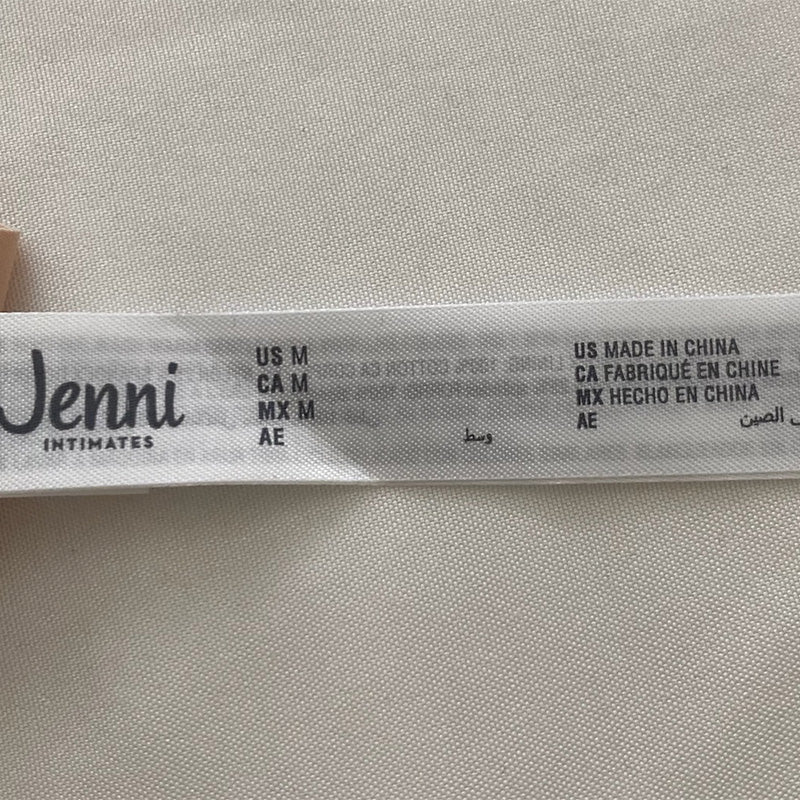 Jenni
INTIMATES
US M
CA M
MX M
AE وسط
US MADE IN CHINA
CA FABRIQUÉ EN CHINE
MX HECHO EN CHINA
AE الصين